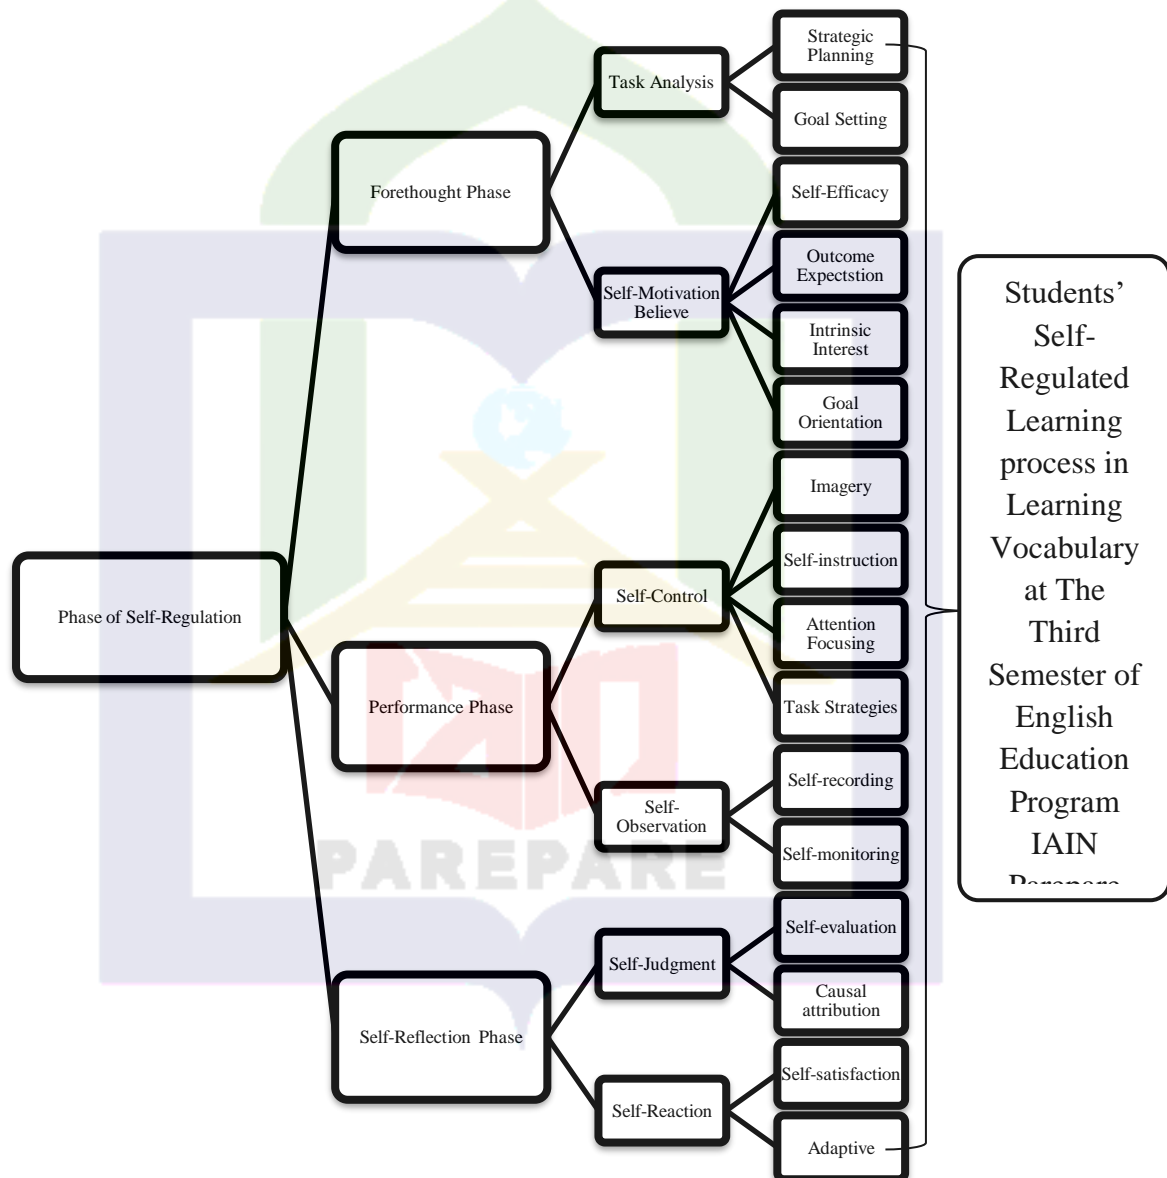 Phase of Self-Regulation
Forethought Phase
Task Analysis
Strategic
Planning
Goal Setting
Self-Motivation
Believe
Self-Efficacy
Outcome
Expectstion
Intrinsic
Interest
Goal
Orientation
Performance Phase
Self-Control
Imagery
Self-instruction
Attention
Focusing
Task Strategies
Self-
Observation
Self-recording
Self-monitoring
Self-Reflection Phase
Self-Judgment
Self-evaluation
Causal
attribution
Self-Reaction
Self-satisfaction
Adaptive
Students’
Self-
Regulated
Learning
process in
Learning
Vocabulary
at The
Third
Semester of
English
Education
Program
IAIN
Parepare
PAREPARE